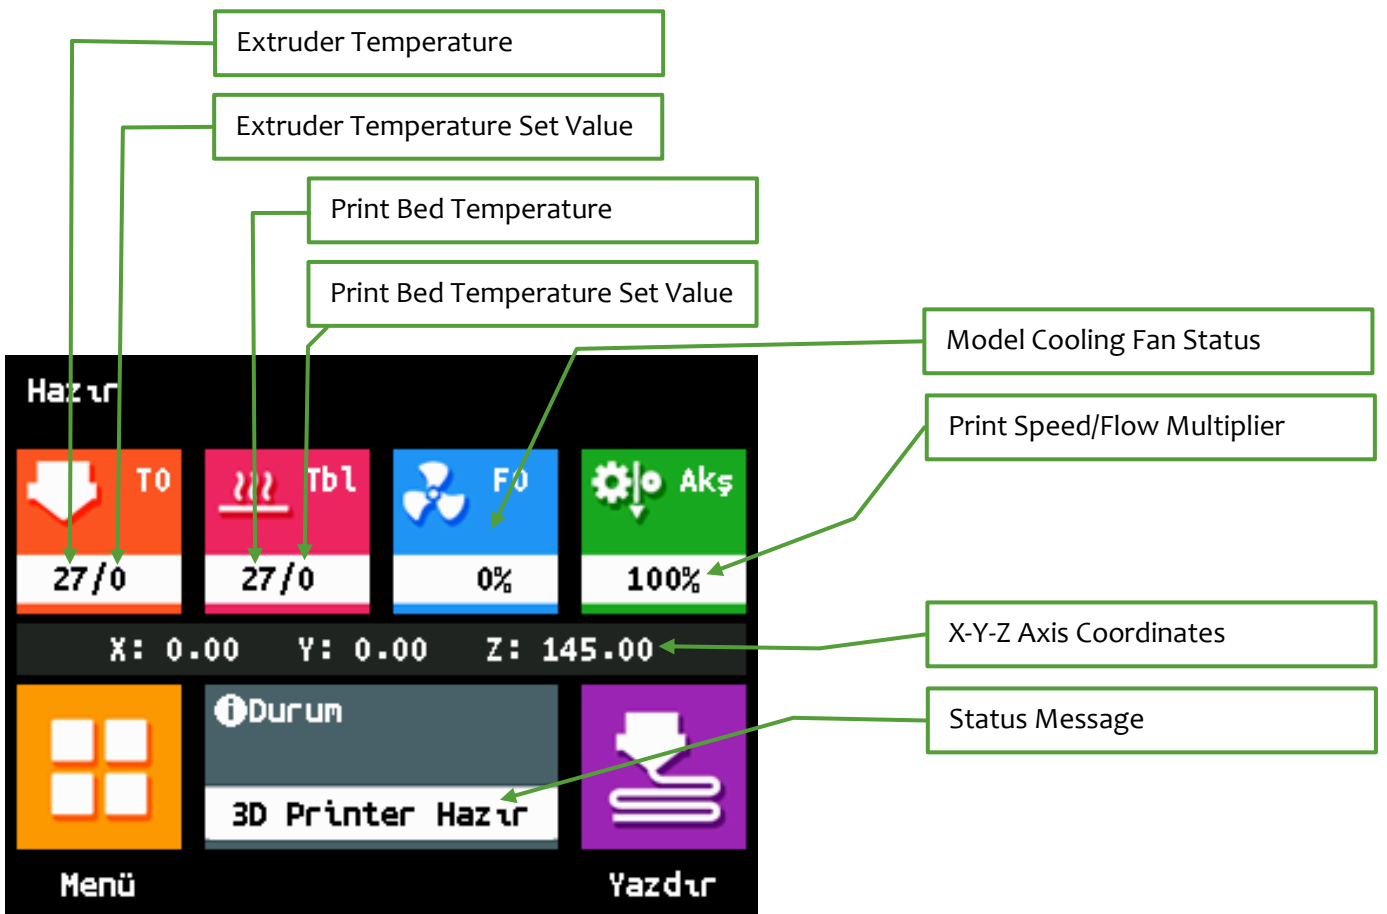 Extruder Temperature
Extruder Temperature Set Value
Print Bed Temperature
Print Bed Temperature Set Value
Model Cooling Fan Status
Print Speed/Flow Multiplier
X-Y-Z Axis Coordinates
Status Message
Hazır
T0 Tbl F0 Akş
27/0 27/0 0% 100%
X: 0.00 Y: 0.00 Z: 145.00
Durum
3D Printer Hazır
Menü Yazdır